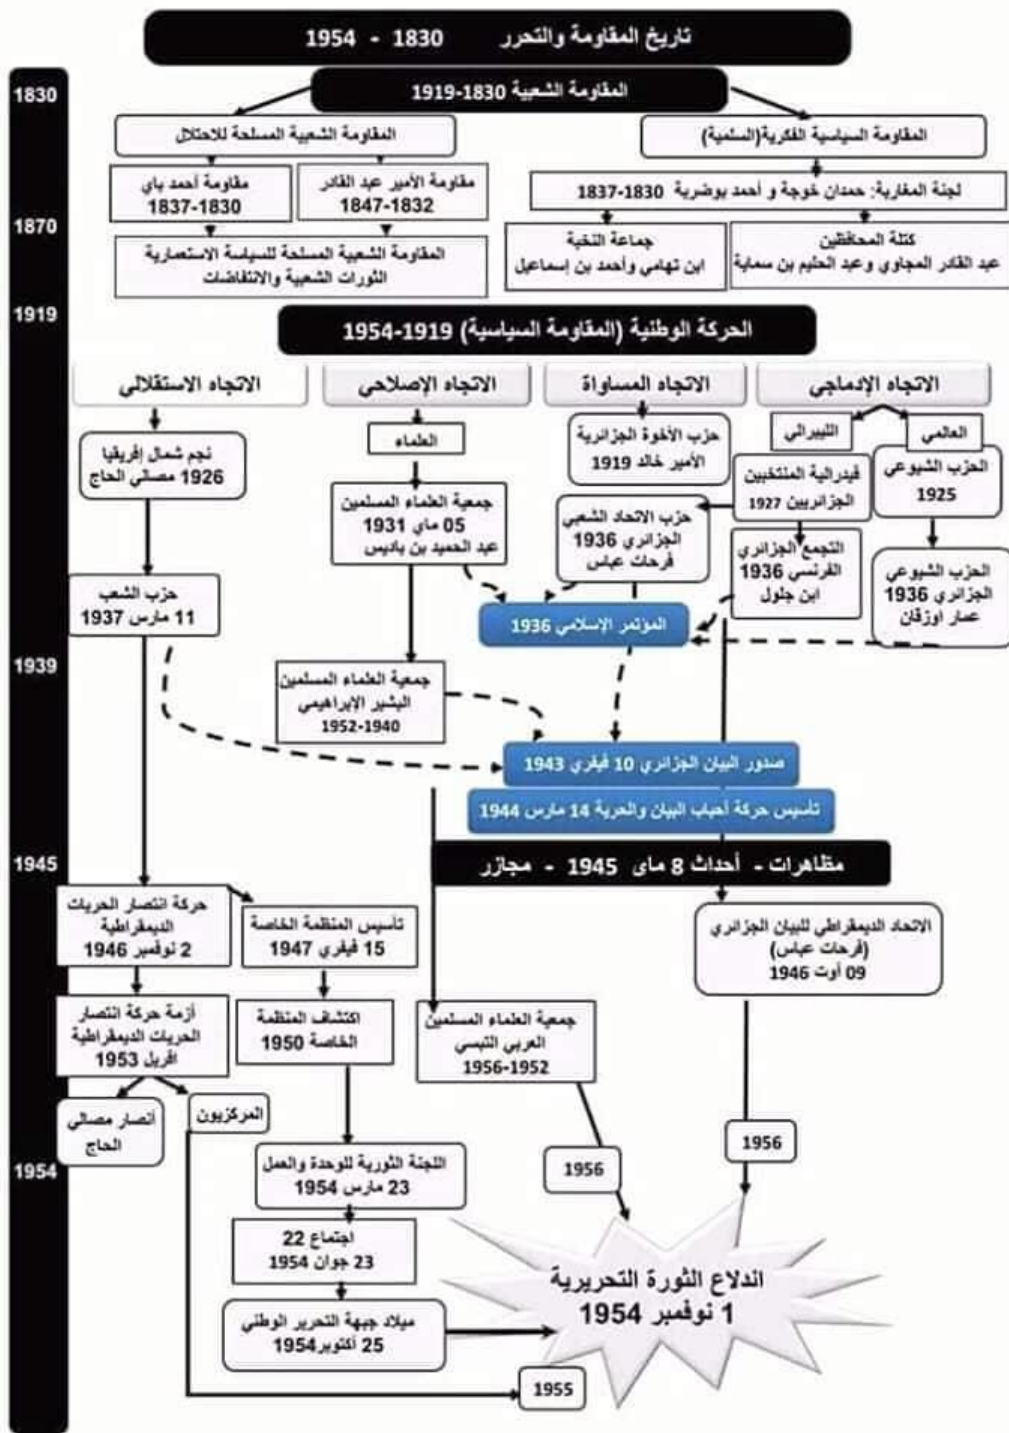 تاريخ المقاومة والتحرر 1830 - 1954
1830
المقاومة الشعبية 1830-1919
المقاومة السياسية الفكرية(السلمية)
المقاومة الشعبية المسلحة للاحتلال
لجنة المغاربة: حمدان خوجة و أحمد بوضربة 1830-1837
مقاومة الأمير عبد القادر
1832-1847
مقاومة أحمد باي
1830-1837
1870
كتلة المحافظين
عبد القادر المجاوي وعبد الحليم بن سماية
جماعة النخبة
ابن تهامي وأحمد بن إسماعيل
المقاومة الشعبية المسلحة للسياسة الاستعمارية
الثورات الشعبية والانتفاضات
1919
الحركة الوطنية (المقاومة السياسية) 1919-1954
الاتجاه الإدماجي
الاتجاه المساواة
الاتجاه الإصلاحي
الاتجاه الاستقلالي
العالمي
الليبرالي
حزب الأخوة الجزائرية
الأمير خالد 1919
العلماء
نجم شمال إفريقيا
1926 مصالي الحاج
الحزب الشيوعي
1925
فيدرالية المنتخبين
الجزائريين 1927
حزب الاتحاد الشعبي
الجزائري 1936
فرحات عباس
جمعية العلماء المسلمين
05 ماي 1931
عبد الحميد بن باديس
الحزب الشيوعي
الجزائري 1936
عمار اوزقان
التجمع الجزائري
الفرنسي 1936
ابن جلول
حزب الشعب
11 مارس 1937
المؤتمر الإسلامي 1936
1939
جمعية العلماء المسلمين
البشير الإبراهيمي
1940-1952
صدور البيان الجزائري 10 فيفري 1943
تأسيس حركة أحباب البيان والحرية 14 مارس 1944
1945
مظاهرات - أحداث 8 ماى 1945 - مجازر
الاتحاد الديمقراطي للبيان الجزائري
(فرحات عباس)
09 أوت 1946
تأسيس المنظمة الخاصة
15 فيفري 1947
حركة انتصار الحريات
الديمقراطية
2 نوفمبر 1946
جمعية العلماء المسلمين
العربي التبسي
1952-1956
اكتشاف المنظمة
الخاصة 1950
أزمة حركة انتصار
الحريات الديمقراطية
افريل 1953
المركزيون
أنصار مصالي
الحاج
1956
1956
1954
اللجنة الثورية للوحدة والعمل
23 مارس 1954
اجتماع 22
23 جوان 1954
اندلاع الثورة التحريرية
1 نوفمبر 1954
ميلاد جبهة التحرير الوطني
25 أكتوبر1954
1955